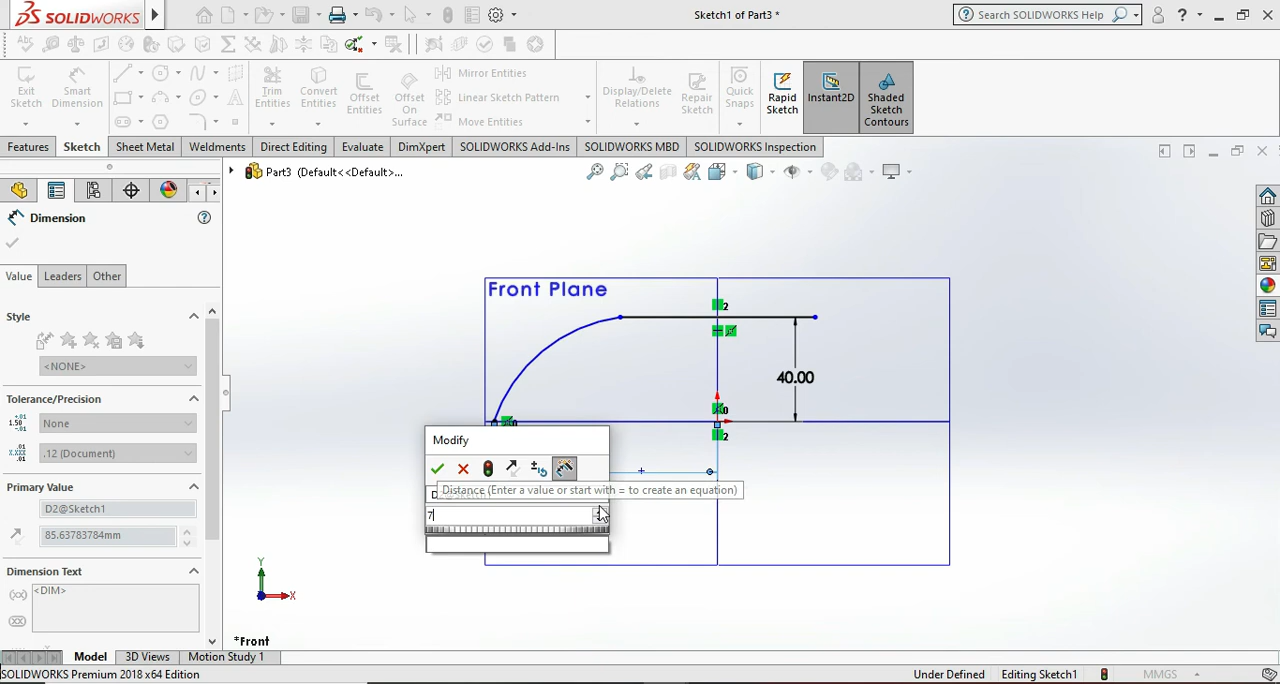 SOLIDWORKS
Sketch1 of Part3 *
Search SOLIDWORKS Help
Exit Sketch
Smart Dimension
Trim Entities
Convert Entities
Offset Entities
Offset On Surface
Mirror Entities
Linear Sketch Pattern
Move Entities
Display/Delete Relations
Repair Sketch
Quick Snaps
Rapid Sketch
Instant2D
Shaded Sketch Contours
Features
Sketch
Sheet Metal
Weldments
Direct Editing
Evaluate
DimXpert
SOLIDWORKS Add-Ins
SOLIDWORKS MBD
SOLIDWORKS Inspection
Part3 (Default<<Default>...
Dimension
Value
Leaders
Other
Style
<NONE>
Tolerance/Precision
None
.12 (Document)
Primary Value
D2@Sketch1
85.63783784mm
Dimension Text
<DIM>
Front Plane
2
40.00
0
2
Modify
Distance (Enter a value or start with = to create an equation)
7
Y
X
*Front
Model
3D Views
Motion Study 1
SOLIDWORKS Premium 2018 x64 Edition
Under Defined
Editing Sketch1
MMGS